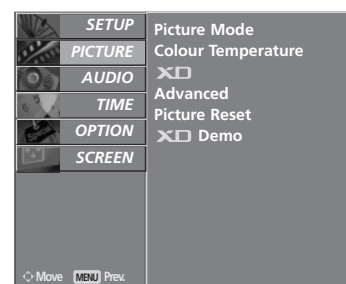 SETUP
PICTURE
AUDIO
TIME
OPTION
SCREEN
Move MENU Prev.
Picture Mode
Colour Temperature
XD
Advanced
Picture Reset
XD Demo